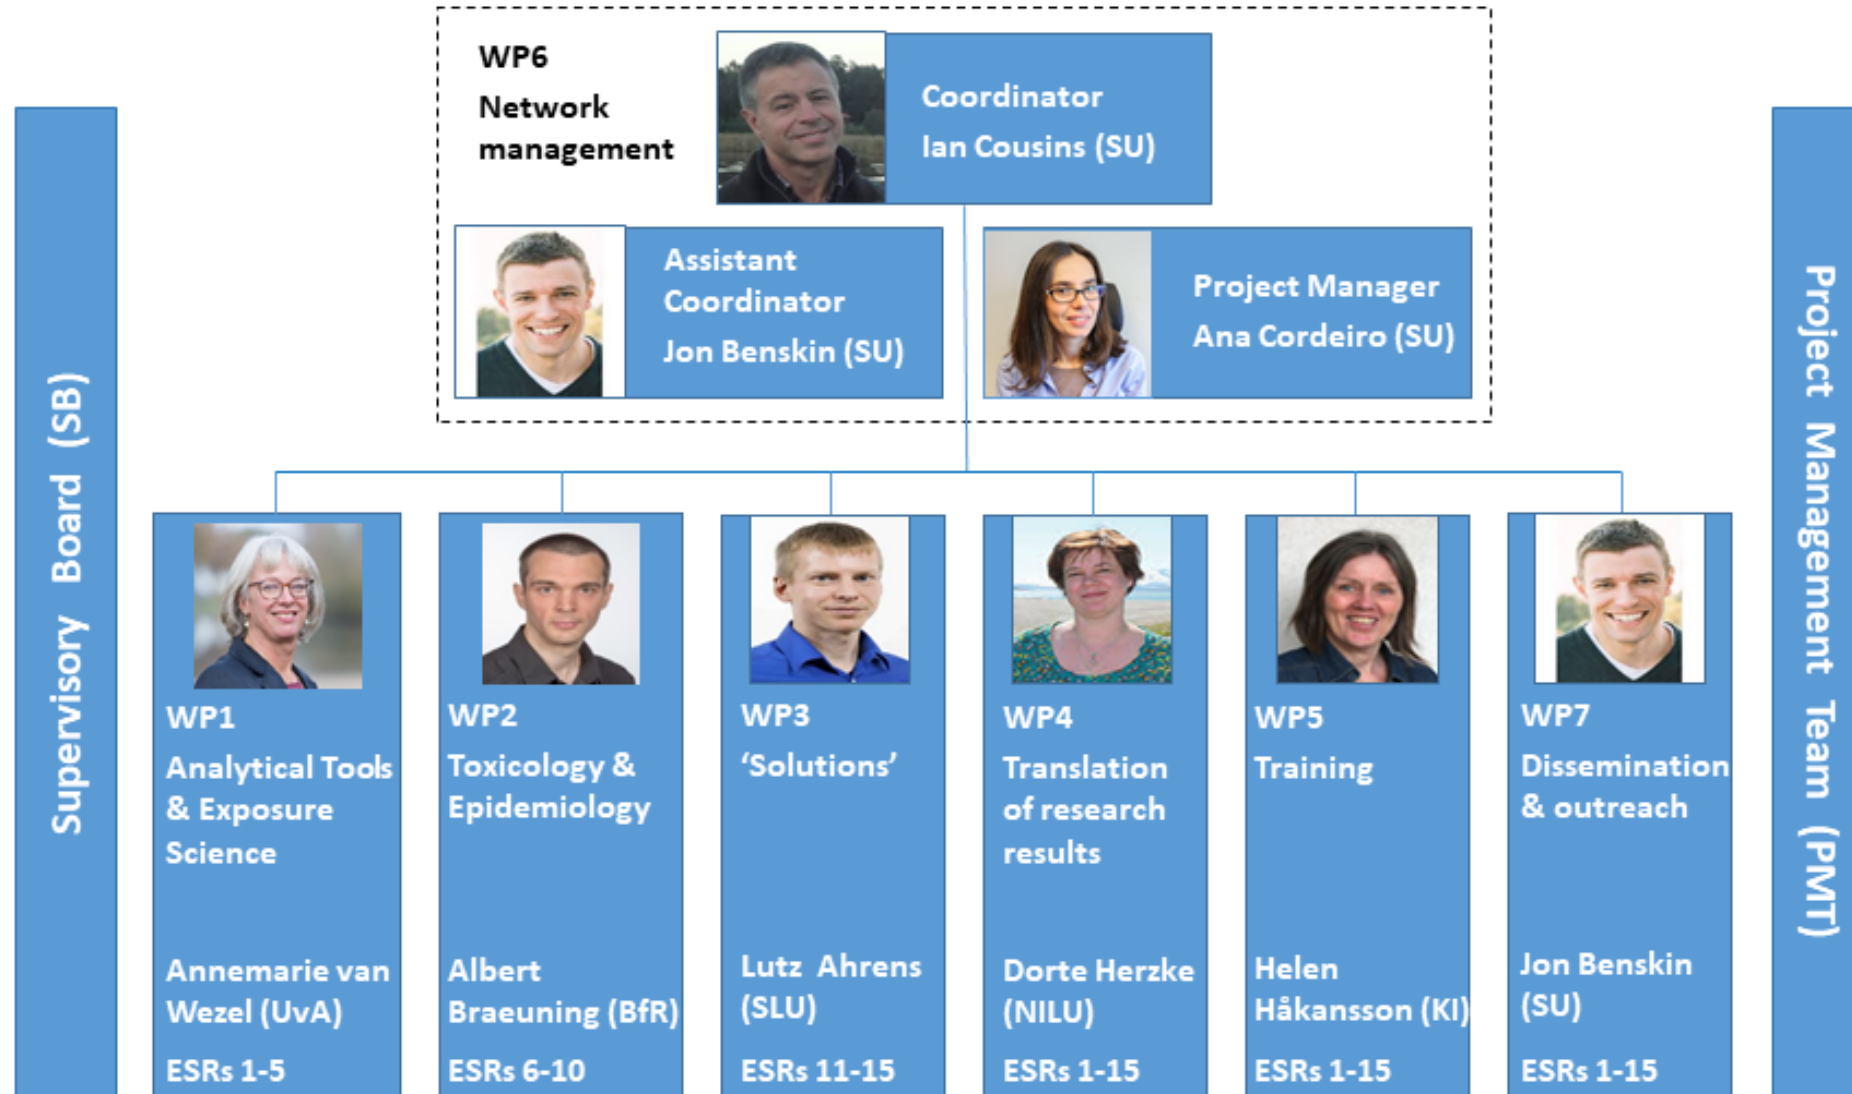 WP6
Network
management
Coordinator
Ian Cousins (SU)
Assistant
Coordinator
Jon Benskin (SU)
Project Manager
Ana Cordeiro (SU)
Supervisory Board (SB)
WP1
Analytical Tools
& Exposure
Science
Annemarie van
Wezel (UvA)
ESRs 1-5
WP2
Toxicology &
Epidemiology
Albert
Braeuning (BfR)
ESRs 6-10
WP3
‘Solutions’
Lutz Ahrens
(SLU)
ESRs 11-15
WP4
Translation
of research
results
Dorte Herzke
(NILU)
ESRs 1-15
WP5
Training
Helen
Håkansson (KI)
ESRs 1-15
WP7
Dissemination
& outreach
Jon Benskin
(SU)
ESRs 1-15
Project Management Team (PMT)